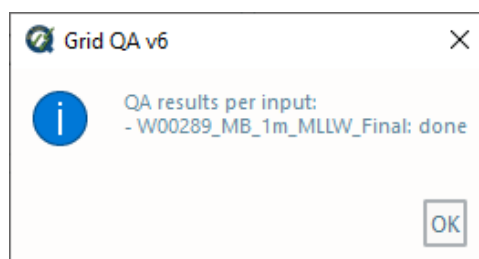 Grid QA v6
QA results per input:
- W00289_MB_1m_MLLW_Final: done
OK